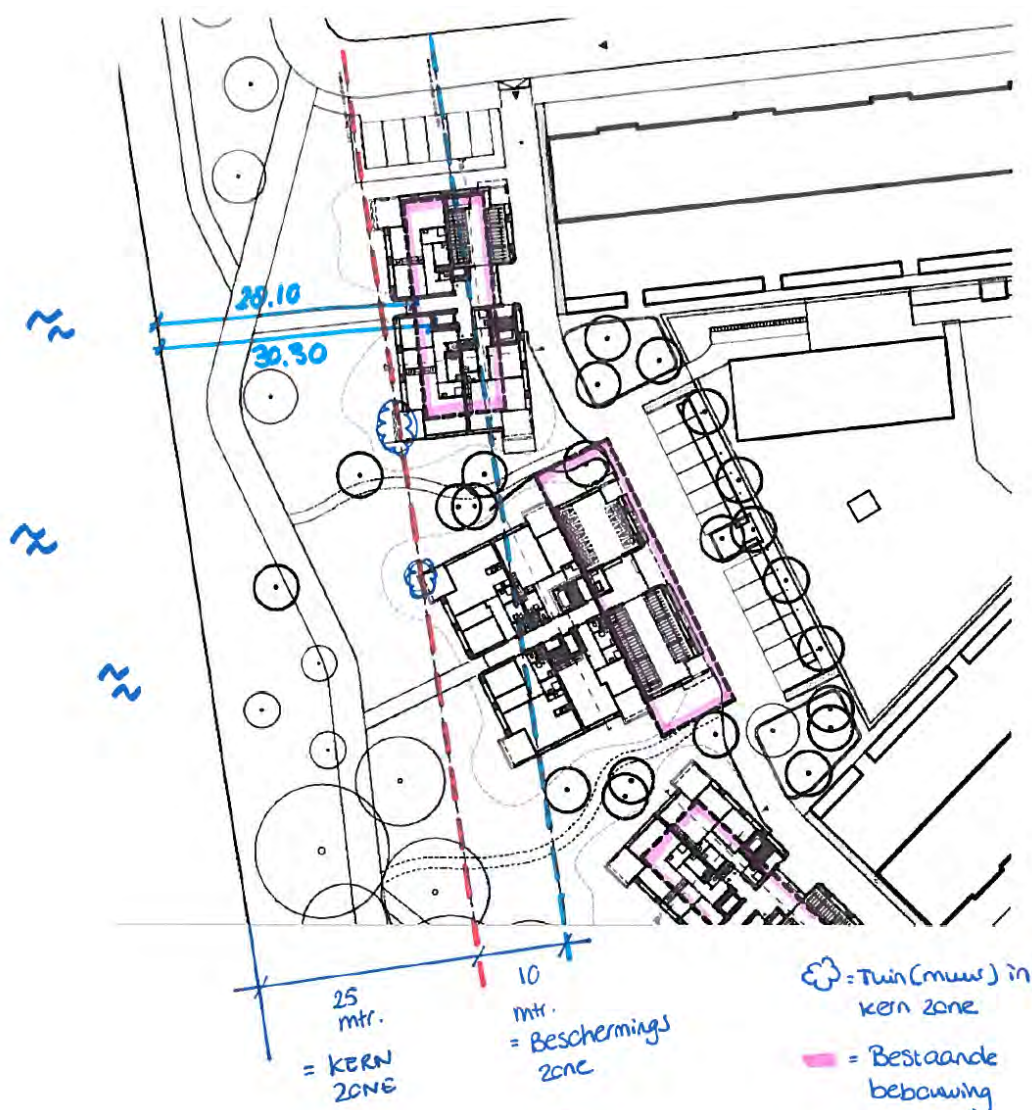 28.10
30.30
25
mtr.
= KERN
ZONE
10
mtr.
= Beschermings
zone
= Tuin (muur) in
kern zone
= Bestaande
bebouwing